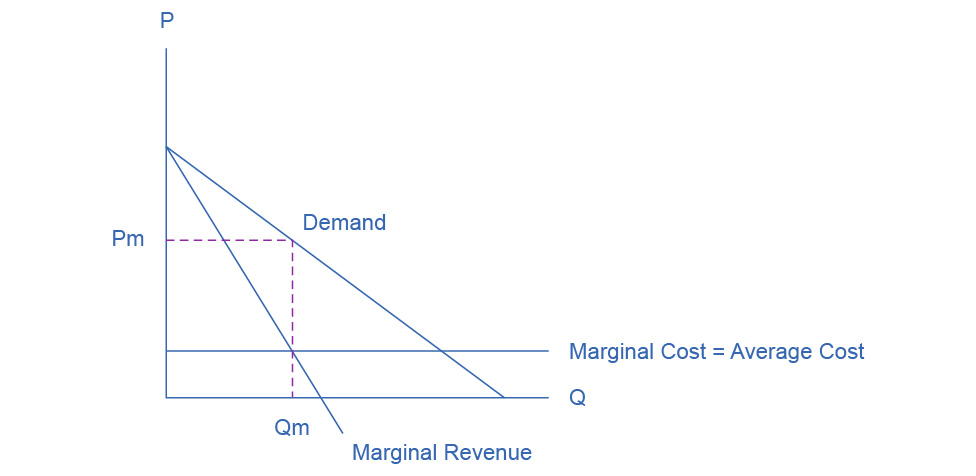 P
Demand
Pm
Marginal Cost = Average Cost
Q
Qm
Marginal Revenue